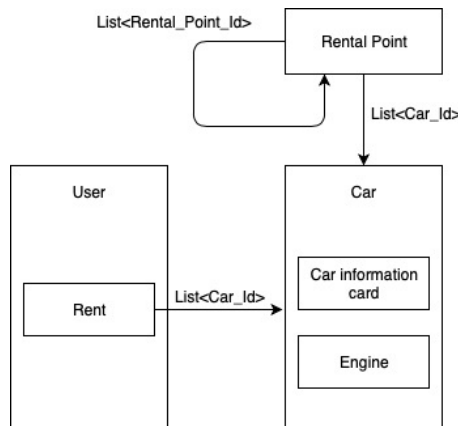 List<Rental_Point_Id>
Rental Point
List<Car_Id>
User
Car
Car information
card
List<Car_Id>
Rent
Engine